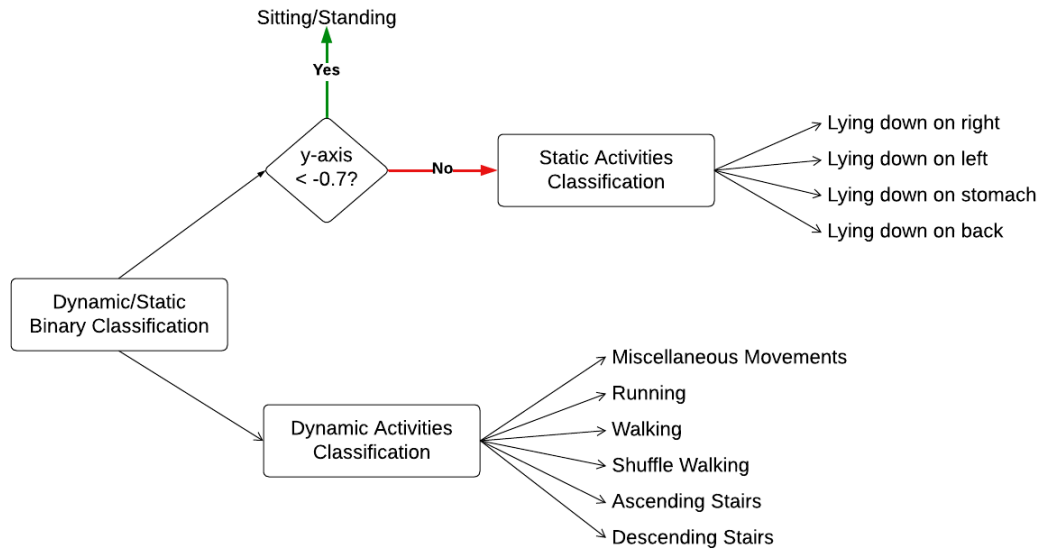 Sitting/Standing
Yes
y-axis
< -0.7?
No
Static Activities
Classification
Lying down on right
Lying down on left
Lying down on stomach
Lying down on back
Dynamic/Static
Binary Classification
Dynamic Activities
Classification
Miscellaneous Movements
Running
Walking
Shuffle Walking
Ascending Stairs
Descending Stairs